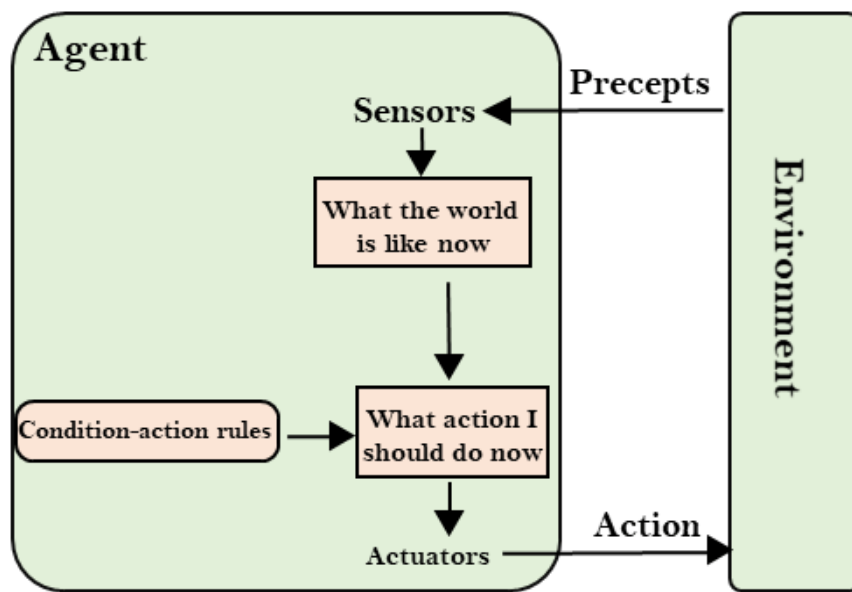 Agent
Precepts
Sensors
What the world
is like now
Environment
Condition-action rules
What action I
should do now
Action
Actuators